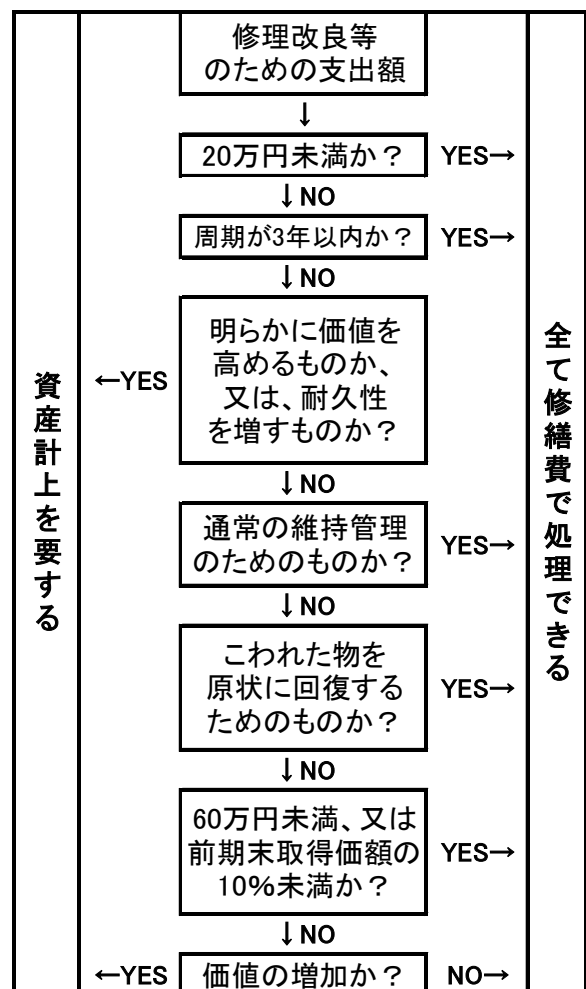 修理改良等
のための支出額
↓
20万円未満か？ YES→
↓NO
周期が3年以内か？ YES→
↓NO
明らかに価値を
高めるものか、
又は、耐久性
を増すものか？
←YES
↓NO
通常の維持管理
のためのものか？
YES→
↓NO
こわれた物を
原状に回復する
ためのものか？
YES→
↓NO
60万円未満、又は
前期末取得価額の
10％未満か？
YES→
↓NO
←YES 価値の増加か？ NO→
資産計上を要する
全て修繕費で処理できる